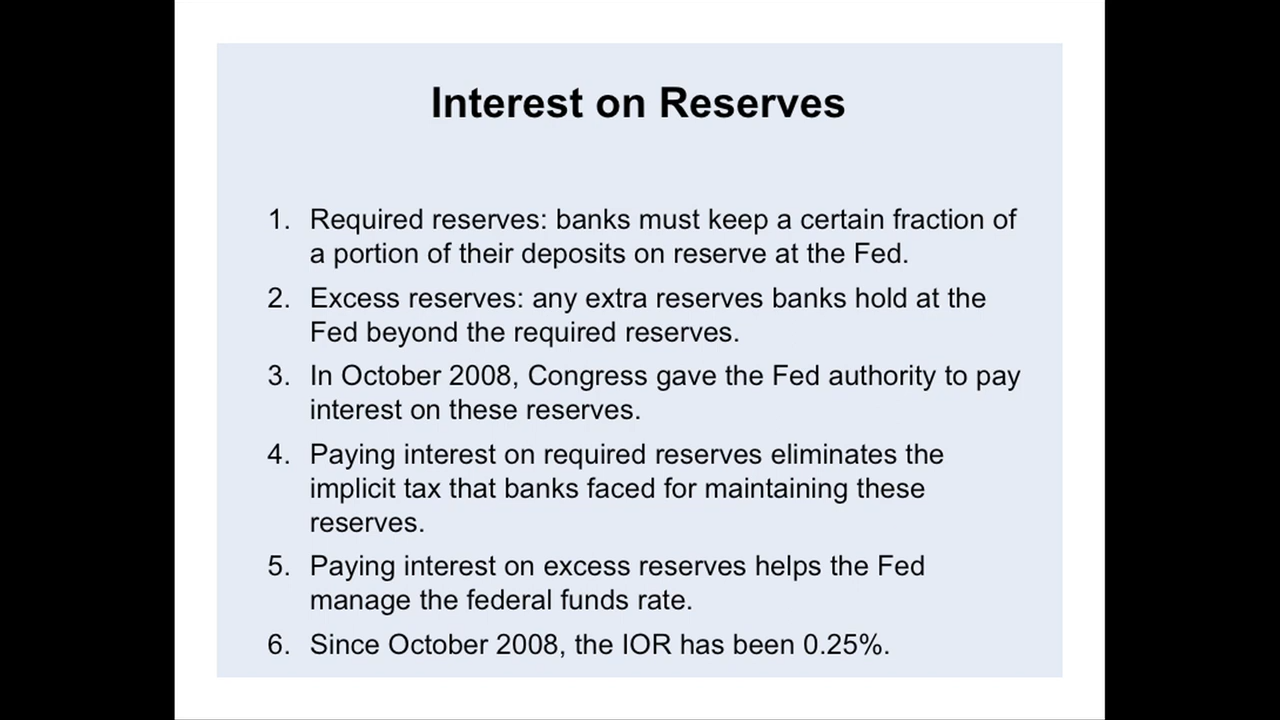 Interest on Reserves
1. Required reserves: banks must keep a certain fraction of
a portion of their deposits on reserve at the Fed.
2. Excess reserves: any extra reserves banks hold at the
Fed beyond the required reserves.
3. In October 2008, Congress gave the Fed authority to pay
interest on these reserves.
4. Paying interest on required reserves eliminates the
implicit tax that banks faced for maintaining these
reserves.
5. Paying interest on excess reserves helps the Fed
manage the federal funds rate.
6. Since October 2008, the IOR has been 0.25%.